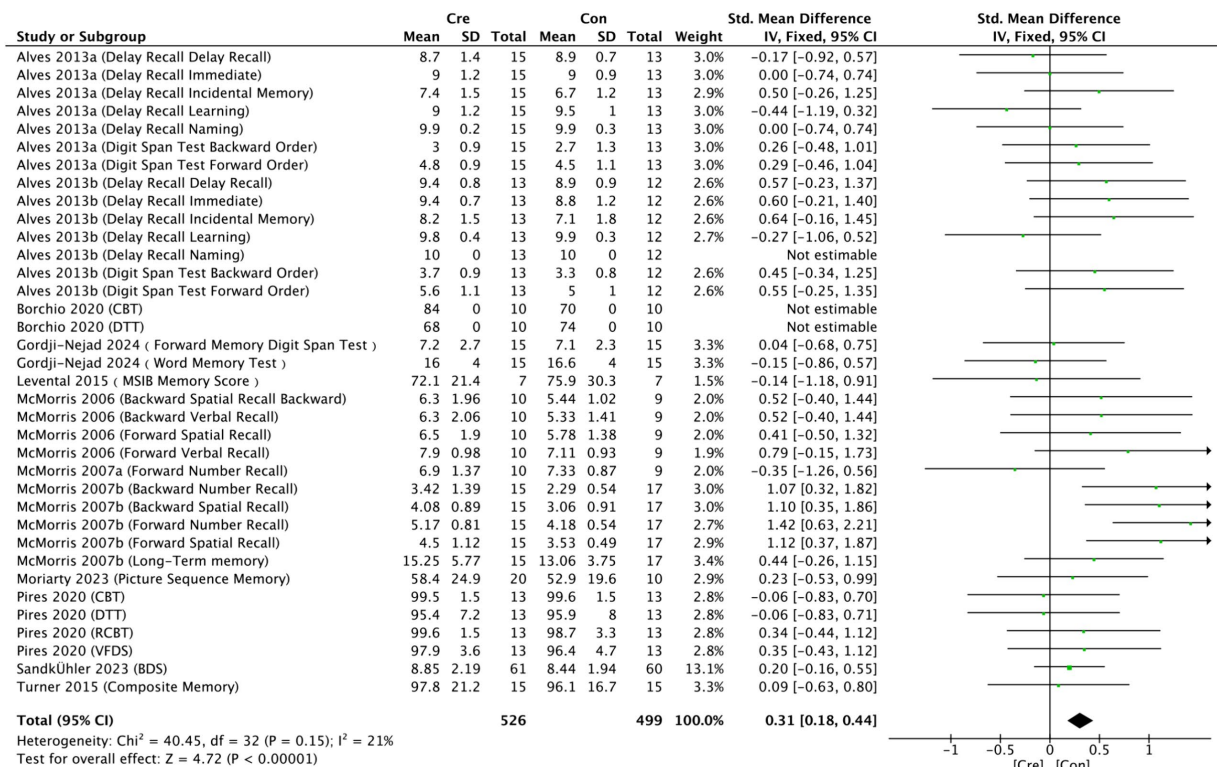 Cre Con Std. Mean Difference Std. Mean Difference
Study or Subgroup Mean SD Total Mean SD Total Weight IV, Fixed, 95% CI IV, Fixed, 95% CI
Alves 2013a (Delay Recall Delay Recall) 8.7 1.4 15 8.9 0.7 13 3.0% −0.17 [−0.92, 0.57]
Alves 2013a (Delay Recall Immediate) 9 1.2 15 9 0.9 13 3.0% 0.00 [−0.74, 0.74]
Alves 2013a (Delay Recall Incidental Memory) 7.4 1.5 15 6.7 1.2 13 2.9% 0.50 [−0.26, 1.25]
Alves 2013a (Delay Recall Learning) 9 1.2 15 9.5 1 13 3.0% −0.44 [−1.19, 0.32]
Alves 2013a (Delay Recall Naming) 9.9 0.2 15 9.9 0.3 13 3.0% 0.00 [−0.74, 0.74]
Alves 2013a (Digit Span Test Backward Order) 3 0.9 15 2.7 1.3 13 3.0% 0.26 [−0.48, 1.01]
Alves 2013a (Digit Span Test Forward Order) 4.8 0.9 15 4.5 1.1 13 3.0% 0.29 [−0.46, 1.04]
Alves 2013b (Delay Recall Delay Recall) 9.4 0.8 13 8.9 0.9 12 2.6% 0.57 [−0.23, 1.37]
Alves 2013b (Delay Recall Immediate) 9.4 0.7 13 8.8 1.2 12 2.6% 0.60 [−0.21, 1.40]
Alves 2013b (Delay Recall Incidental Memory) 8.2 1.5 13 7.1 1.8 12 2.6% 0.64 [−0.16, 1.45]
Alves 2013b (Delay Recall Learning) 9.8 0.4 13 9.9 0.3 12 2.7% −0.27 [−1.06, 0.52]
Alves 2013b (Delay Recall Naming) 10 0 13 10 0 12 Not estimable
Alves 2013b (Digit Span Test Backward Order) 3.7 0.9 13 3.3 0.8 12 2.6% 0.45 [−0.34, 1.25]
Alves 2013b (Digit Span Test Forward Order) 5.6 1.1 13 5 1 12 2.6% 0.55 [−0.25, 1.35]
Borchio 2020 (CBT) 84 0 10 70 0 10 Not estimable
Borchio 2020 (DTT) 68 0 10 74 0 10 Not estimable
Gordji-Nejad 2024（Forward Memory Digit Span Test） 7.2 2.7 15 7.1 2.3 15 3.3% 0.04 [−0.68, 0.75]
Gordji-Nejad 2024（Word Memory Test） 16 4 15 16.6 4 15 3.3% −0.15 [−0.86, 0.57]
Levental 2015（MSIB Memory Score） 72.1 21.4 7 75.9 30.3 7 1.5% −0.14 [−1.18, 0.91]
McMorris 2006 (Backward Spatial Recall Backward) 6.3 1.96 10 5.44 1.02 9 2.0% 0.52 [−0.40, 1.44]
McMorris 2006 (Backward Verbal Recall) 6.3 2.06 10 5.33 1.41 9 2.0% 0.52 [−0.40, 1.44]
McMorris 2006 (Forward Spatial Recall) 6.5 1.9 10 5.78 1.38 9 2.0% 0.41 [−0.50, 1.32]
McMorris 2006 (Forward Verbal Recall) 7.9 0.98 10 7.11 0.93 9 1.9% 0.79 [−0.15, 1.73]
McMorris 2007a (Forward Number Recall) 6.9 1.37 10 7.33 0.87 9 2.0% −0.35 [−1.26, 0.56]
McMorris 2007b (Backward Number Recall) 3.42 1.39 15 2.29 0.54 17 3.0% 1.07 [0.32, 1.82]
McMorris 2007b (Backward Spatial Recall) 4.08 0.89 15 3.06 0.91 17 2.9% 1.10 [0.35, 1.86]
McMorris 2007b (Forward Number Recall) 5.17 0.81 15 4.18 0.54 17 2.7% 1.42 [0.63, 2.21]
McMorris 2007b (Forward Spatial Recall) 4.5 1.12 15 3.53 0.49 17 2.9% 1.12 [0.37, 1.87]
McMorris 2007b (Long-Term memory) 15.25 5.77 15 13.06 3.75 17 3.4% 0.44 [−0.26, 1.15]
Moriarty 2023 (Picture Sequence Memory) 58.4 24.9 20 52.9 19.6 10 2.9% 0.23 [−0.53, 0.99]
Pires 2020 (CBT) 99.5 1.5 13 99.6 1.5 13 2.8% −0.06 [−0.83, 0.70]
Pires 2020 (DTT) 95.4 7.2 13 95.9 8 13 2.8% −0.06 [−0.83, 0.71]
Pires 2020 (RCBT) 99.6 1.5 13 98.7 3.3 13 2.8% 0.34 [−0.44, 1.12]
Pires 2020 (VFDS) 97.9 3.6 13 96.4 4.7 13 2.8% 0.35 [−0.43, 1.12]
SandkÜhler 2023 (BDS) 8.85 2.19 61 8.44 1.94 60 13.1% 0.20 [−0.16, 0.55]
Turner 2015 (Composite Memory) 97.8 21.2 15 96.1 16.7 15 3.3% 0.09 [−0.63, 0.80]
Total (95% CI) 526 499 100.0% 0.31 [0.18, 0.44]
Heterogeneity: Chi² = 40.45, df = 32 (P = 0.15); I² = 21%
Test for overall effect: Z = 4.72 (P < 0.00001)
−1 −0.5 0 0.5 1
[Cre] [Con]